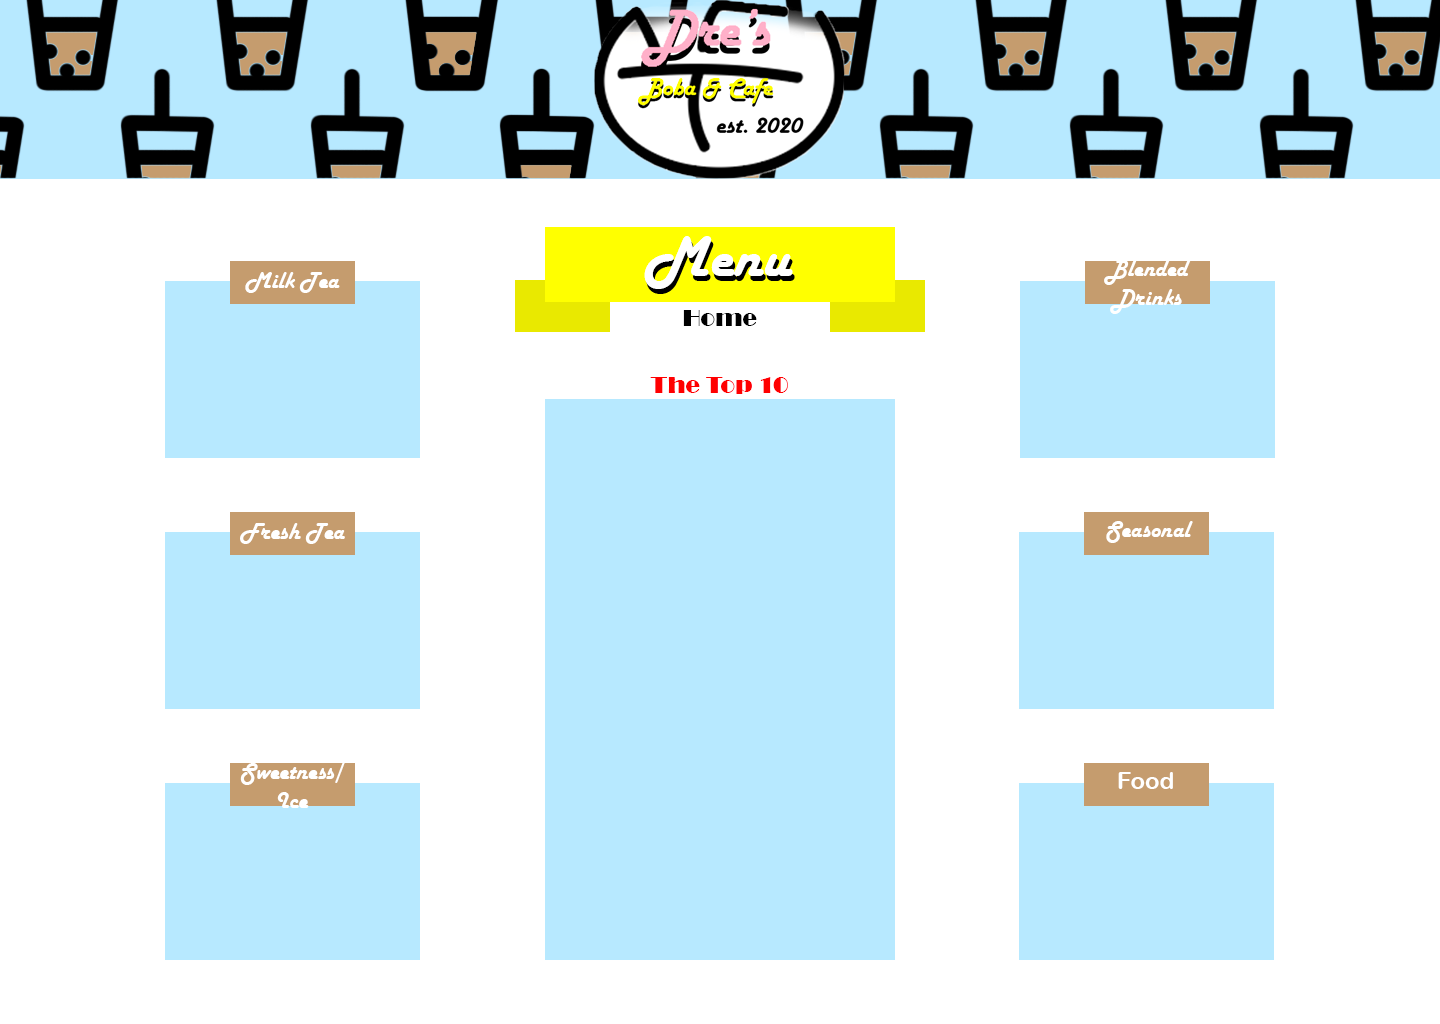 Dre's
Boba & Cafe
est. 2020
Menu
Home
The Top 10
Milk Tea
Fresh Tea
Sweetness/
Ice
Blended
Drinks
Seasonal
Food